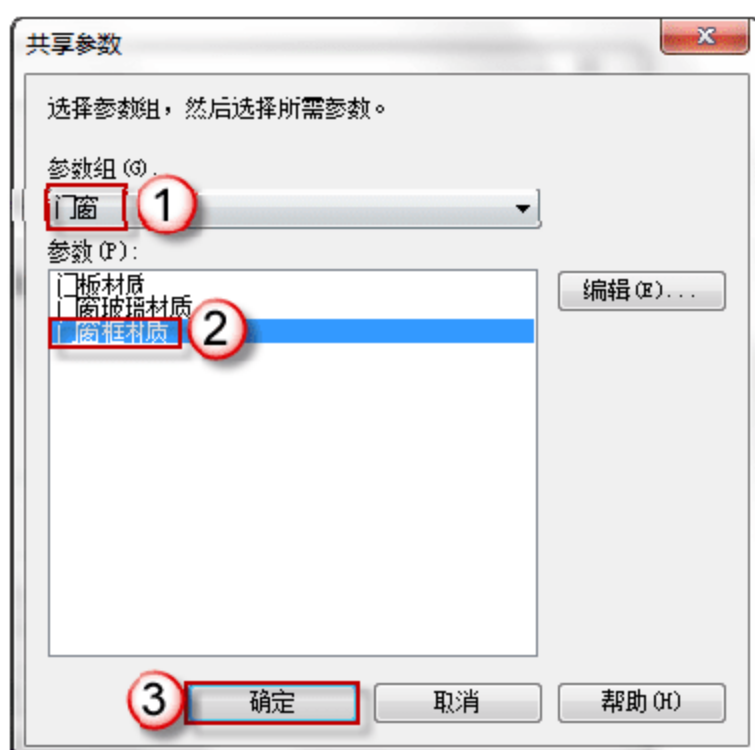 共享参数
选择参数组，然后选择所需参数。
参数组(G)
门窗 1
参数(P):
门板材质
门窗玻璃材质
门窗框材质 2
编辑(E)...
3 确定 取消 帮助(H)